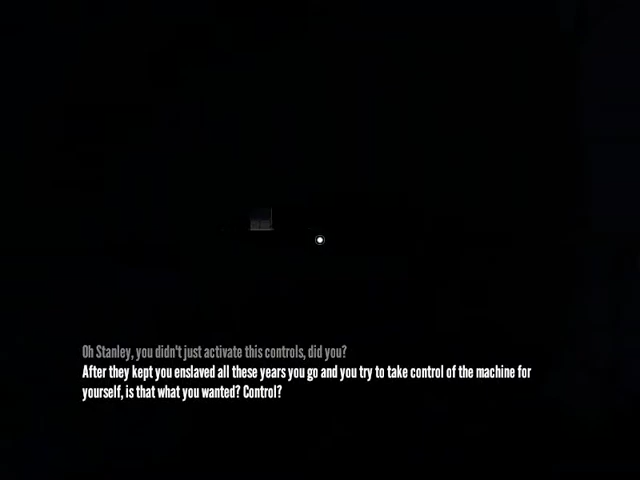 Oh Stanley, you didn't just activate this controls, did you?
After they kept you enslaved all these years you go and you try to take control of the machine for
yourself, is that what you wanted? Control?